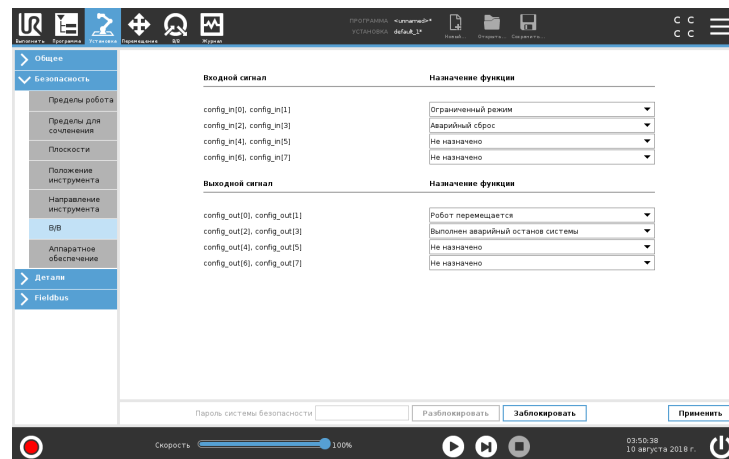 Выполнить Программа Установка Перемещение В/В Журнал
ПРОГРАММА <unnamed>*
УСТАНОВКА default_1*
Новый... Открыть... Сохранить...
C C
C C
Общее
Безопасность
Пределы робота
Пределы для
сочленения
Плоскости
Положение
инструмента
Направление
инструмента
В/В
Аппаратное
обеспечение
Детали
Fieldbus
Входной сигнал Назначение функции
config_in[0], config_in[1] Ограниченный режим
config_in[2], config_in[3] Аварийный сброс
config_in[4], config_in[5] Не назначено
config_in[6], config_in[7] Не назначено
Выходной сигнал Назначение функции
config_out[0], config_out[1] Робот перемещается
config_out[2], config_out[3] Выполнен аварийный останов системы
config_out[4], config_out[5] Не назначено
config_out[6], config_out[7] Не назначено
Пароль системы безопасности Разблокировать Заблокировать Применить
Скорость 100%
03:50:38
10 августа 2018 г.